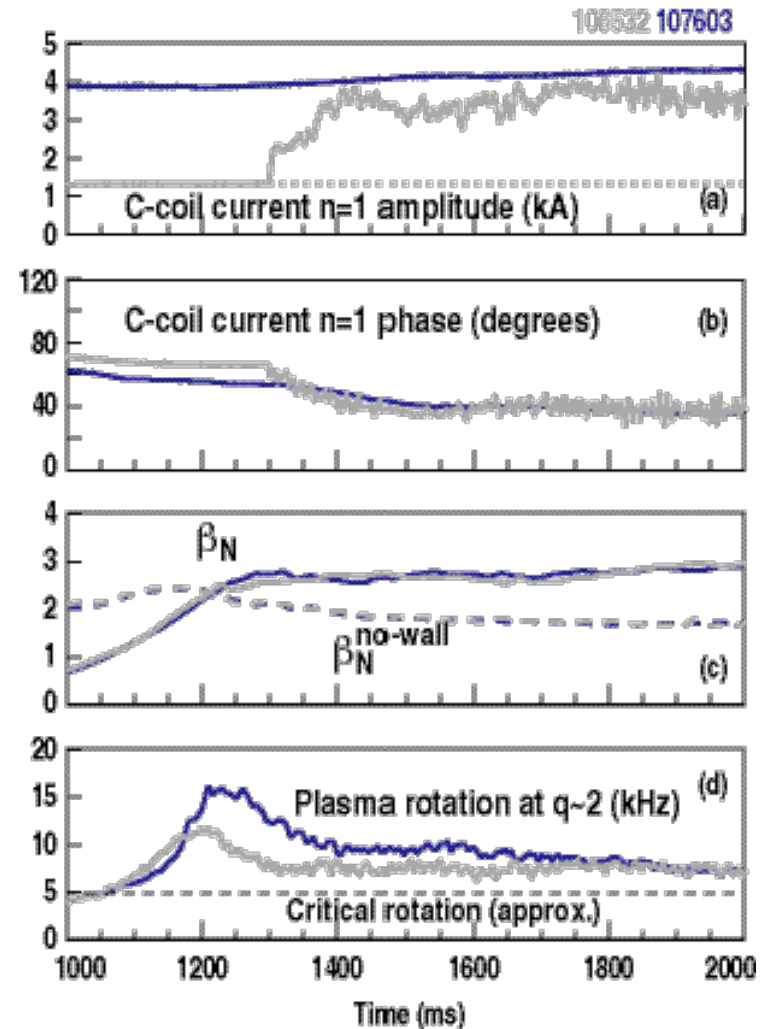 106532 107603
5
4
3
2
1
0
C-coil current n=1 amplitude (kA)
(a)
120
80
40
0
C-coil current n=1 phase (degrees)
(b)
4
3
2
1
0
βN
βN no-wall
(c)
20
15
10
5
0
Plasma rotation at q~2 (kHz)
(d)
Critical rotation (approx.)
1000 1200 1400 1600 1800 2000
Time (ms)